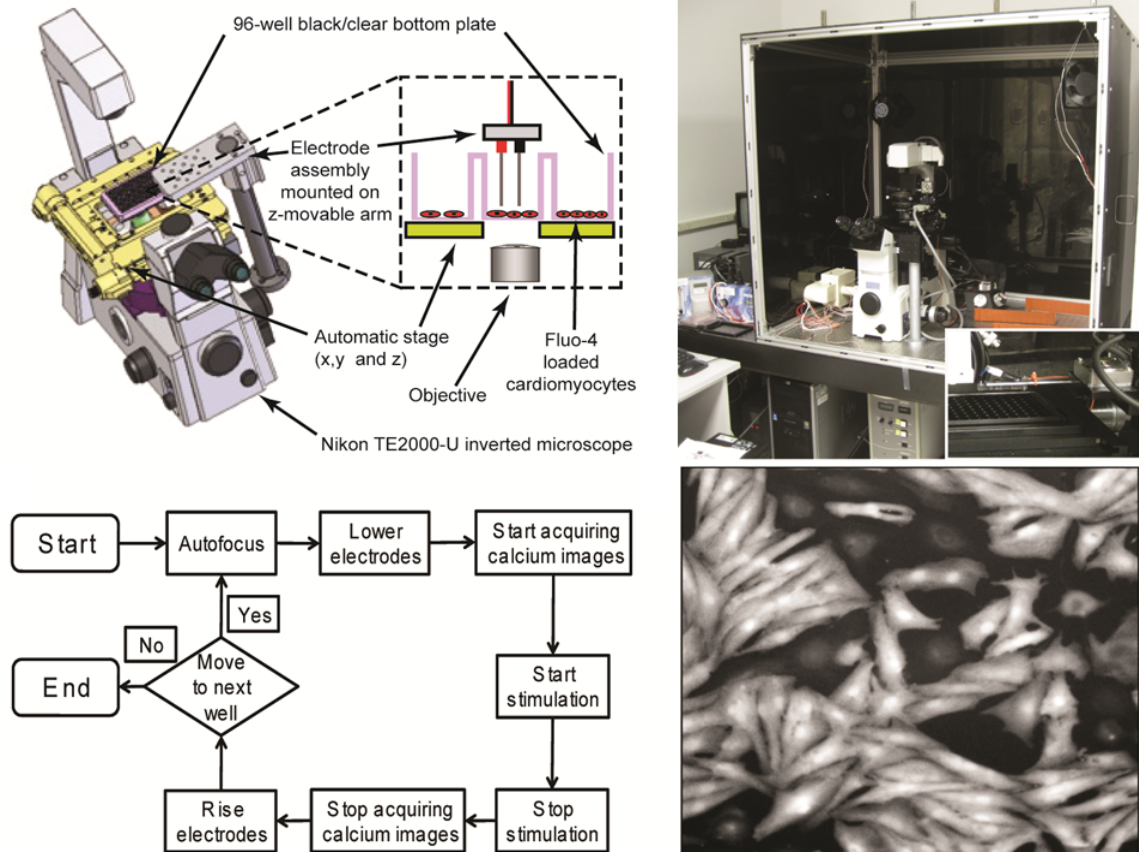 96-well black/clear bottom plate
Electrode
assembly
mounted on
z-movable arm
Automatic stage
(x,y and z)
Objective
Fluo-4
loaded
cardiomyocytes
Nikon TE2000-U inverted microscope
Start
Autofocus
Lower
electrodes
Start acquiring
calcium images
Yes
No
Move
to next
well
End
Start
stimulation
Rise
electrodes
Stop acquiring
calcium images
Stop
stimulation